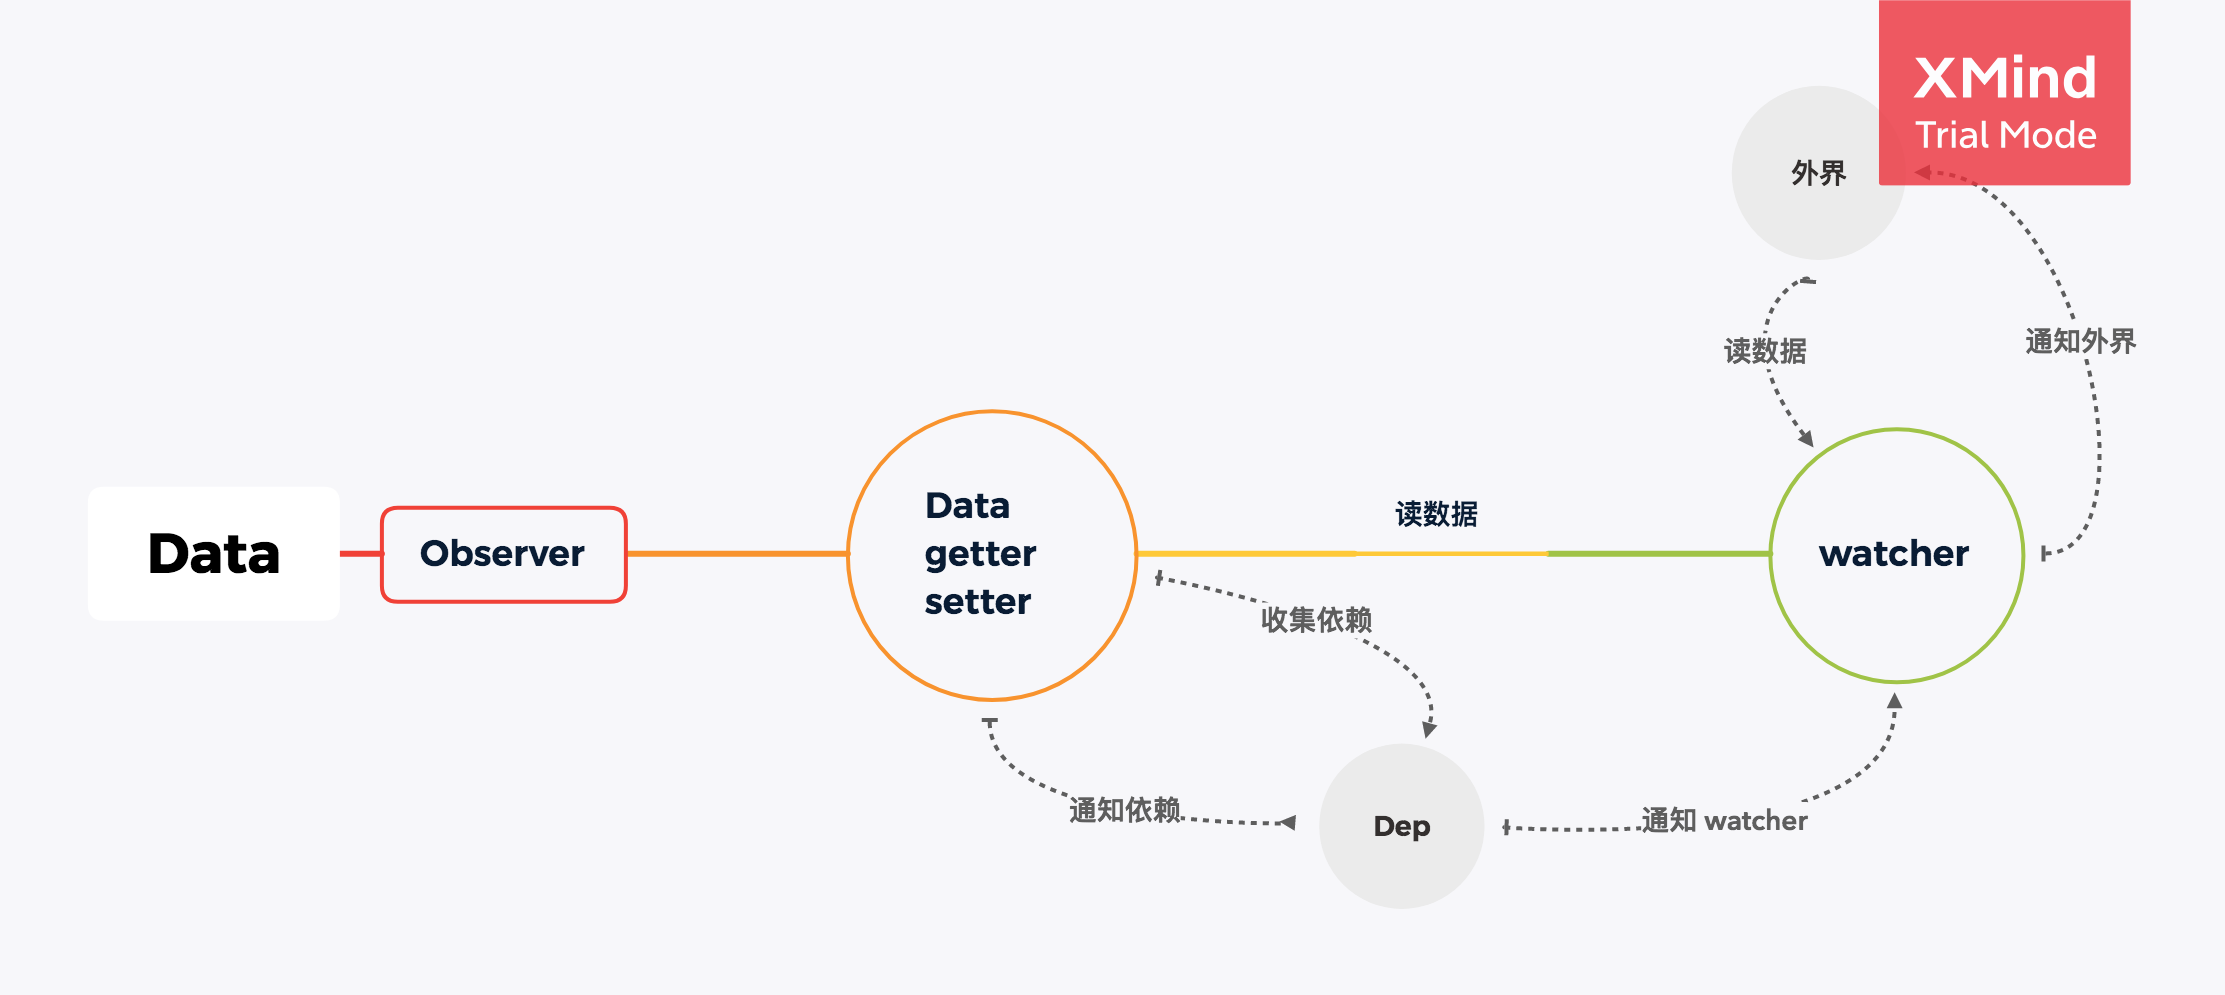 XMind
Trial Mode
外界
读数据
通知外界
Data
Observer
Data
getter
setter
读数据
watcher
收集依赖
通知依赖
Dep
通知 watcher